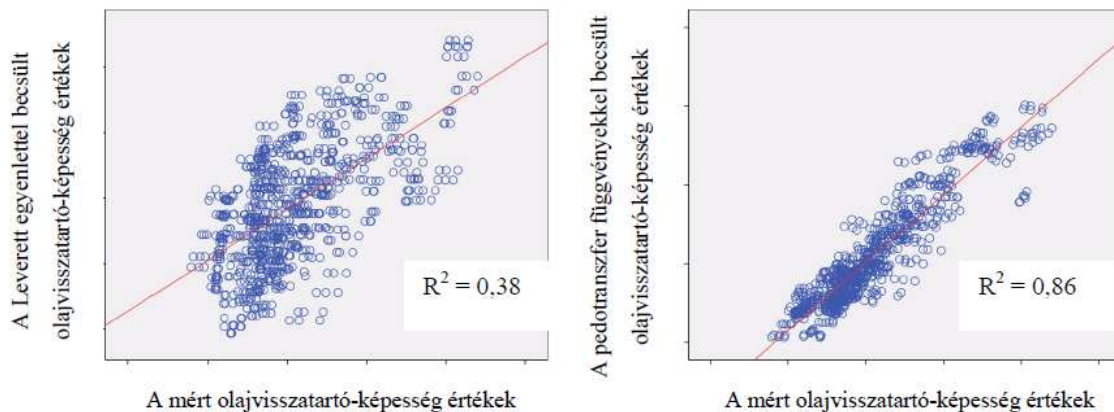 A Leverett egyenlettel becsült
olajvisszatartó-képesség értékek
R² = 0,38
A mért olajvisszatartó-képesség értékek
A pedotranszfer függvényekkel becsült
olajvisszatartó-képesség értékek
R² = 0,86
A mért olajvisszatartó-képesség értékek